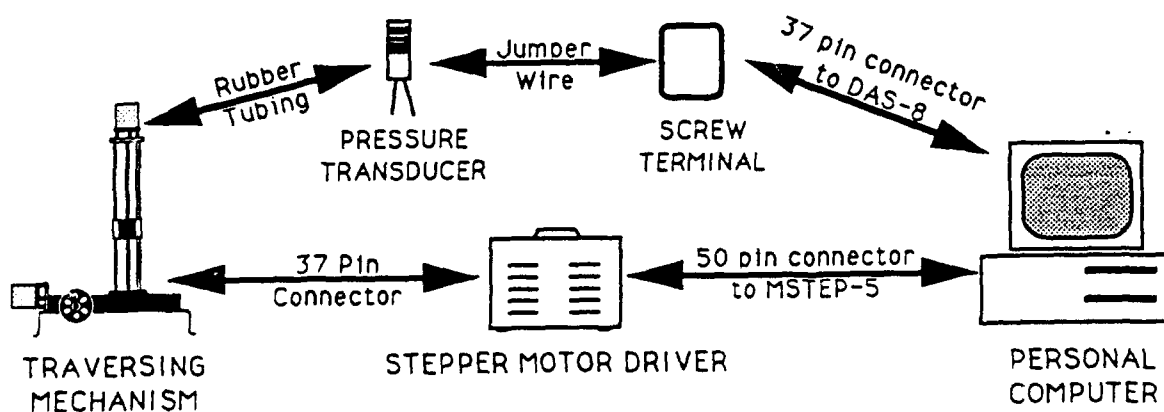 Rubber
Tubing
Jumper
Wire
37 pin connector
to DAS-8
PRESSURE
TRANSDUCER
SCREW
TERMINAL
37 Pin
Connector
50 pin connector
to MSTEP-5
TRAVERSING
MECHANISM
STEPPER MOTOR DRIVER
PERSONAL
COMPUTER